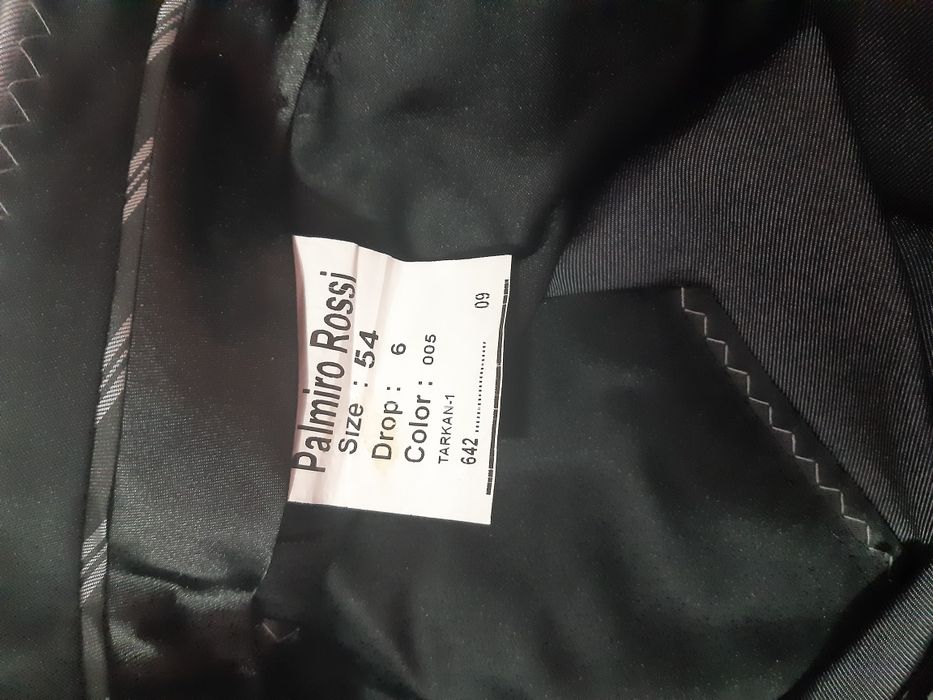 Palmiro Rossi
Size : 54
Drop : 6
Color : 005
TARKAN-1
642 ........................ 09